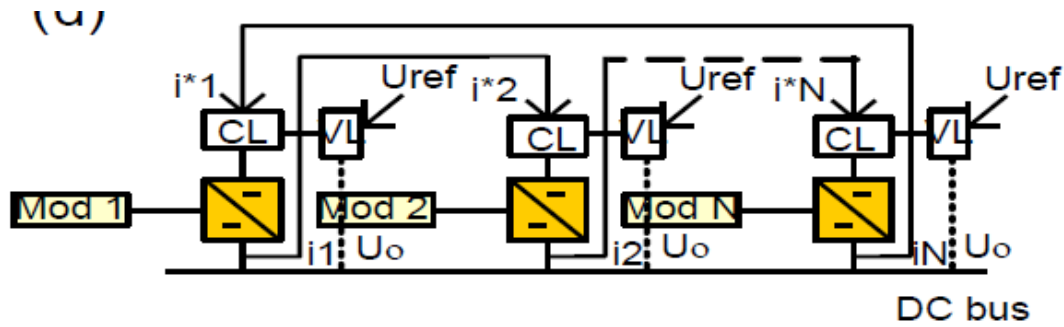 i*1 Uref i*2 Uref i*N Uref
CL VL CL VL CL VL
Mod 1 Mod 2 Mod N
i1 Uo i2 Uo iN Uo
DC bus